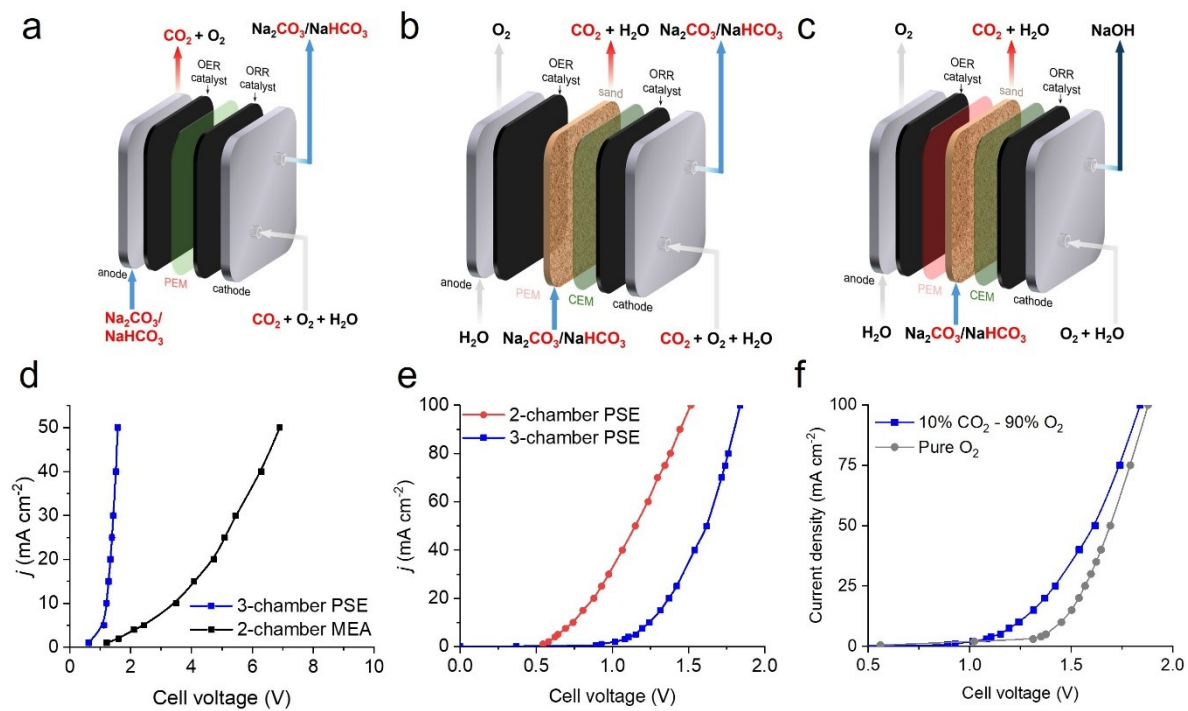 a
CO₂ + O₂
Na₂CO₃/NaHCO₃
OER
catalyst
ORR
catalyst
anode
PEM
cathode
Na₂CO₃/
NaHCO₃
CO₂ + O₂ + H₂O
b
O₂
CO₂ + H₂O
Na₂CO₃/NaHCO₃
OER
catalyst
sand
ORR
catalyst
anode
PEM
CEM
cathode
H₂O
Na₂CO₃/NaHCO₃
CO₂ + O₂ + H₂O
c
O₂
CO₂ + H₂O
NaOH
OER
catalyst
sand
ORR
catalyst
anode
PEM
CEM
cathode
H₂O
Na₂CO₃/NaHCO₃
O₂ + H₂O
d
j (mA cm⁻²)
50
40
30
20
10
0
3-chamber PSE
2-chamber MEA
0 2 4 6 8 10
Cell voltage (V)
e
j (mA cm⁻²)
100
80
60
40
20
0
2-chamber PSE
3-chamber PSE
0.0 0.5 1.0 1.5 2.0
Cell voltage (V)
f
Current density (mA cm⁻²)
100
75
50
25
0
10% CO₂ - 90% O₂
Pure O₂
0.5 1.0 1.5 2.0
Cell voltage (V)